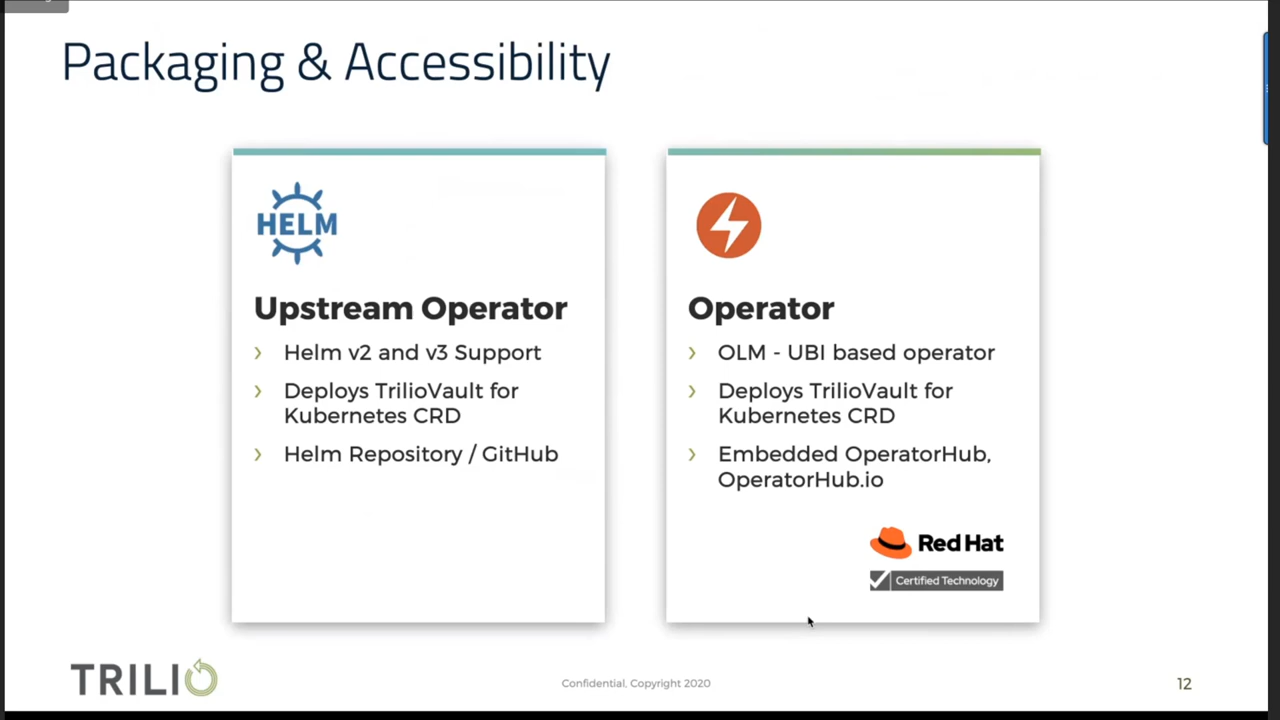 Packaging & Accessibility
HELM
Upstream Operator
› Helm v2 and v3 Support
› Deploys TrilioVault for
Kubernetes CRD
› Helm Repository / GitHub
Operator
› OLM - UBI based operator
› Deploys TrilioVault for
Kubernetes CRD
› Embedded OperatorHub,
OperatorHub.io
Red Hat
Certified Technology
TRILIO
Confidential, Copyright 2020
12